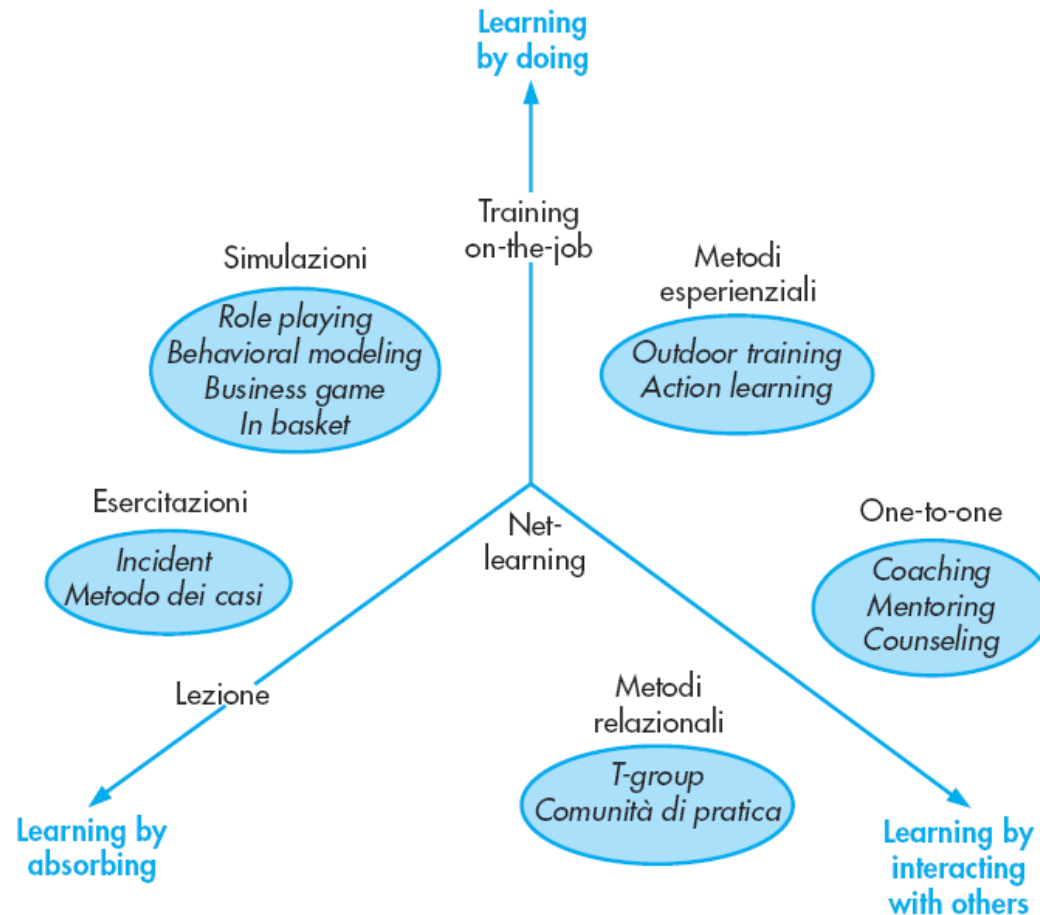 Learning
by doing
Training
on-the-job
Simulazioni
Role playing
Behavioral modeling
Business game
In basket
Metodi
esperienziali
Outdoor training
Action learning
Esercitazioni
Incident
Metodo dei casi
Net-
learning
One-to-one
Coaching
Mentoring
Counseling
Lezione
Metodi
relazionali
T-group
Comunità di pratica
Learning by
absorbing
Learning by
interacting
with others